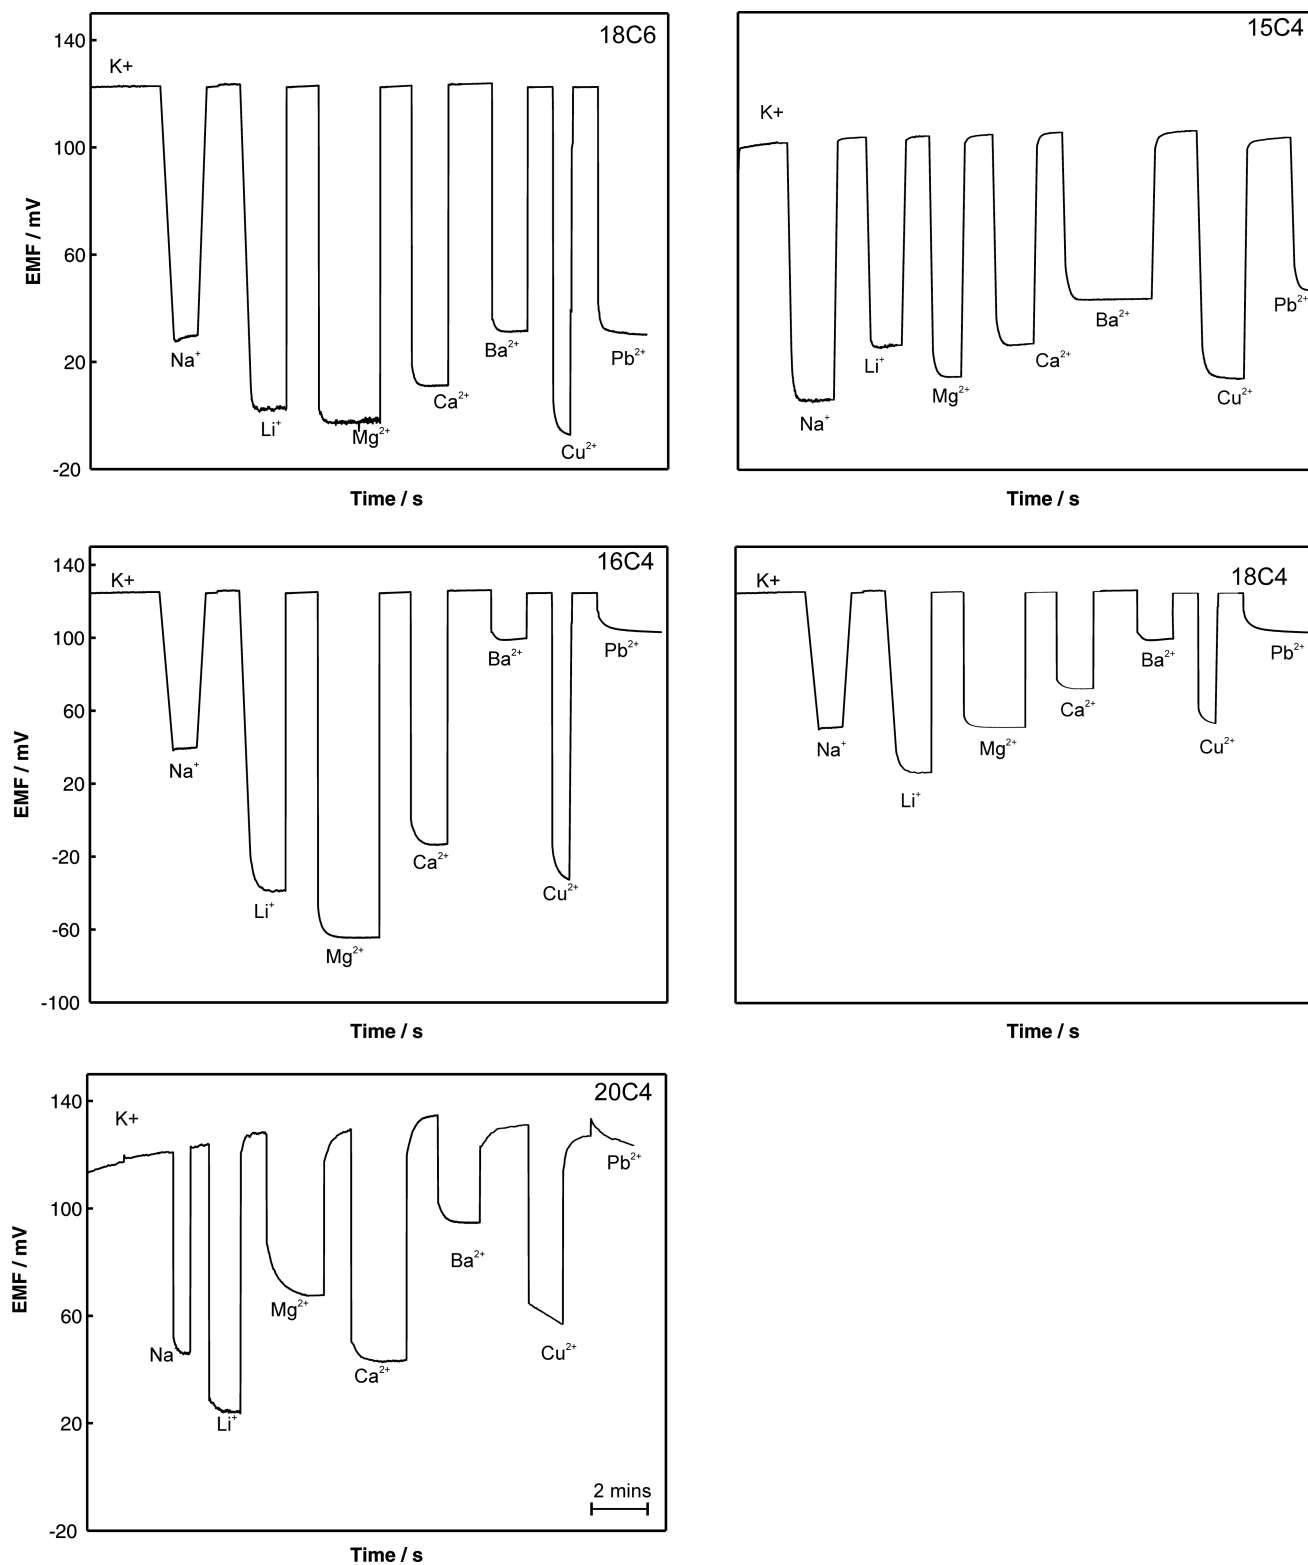 18C6
140
K+
100
60
20
-20
EMF / mV
Na⁺
Li⁺
Mg²⁺
Ca²⁺
Ba²⁺
Cu²⁺
Pb²⁺
Time / s
15C4
K+
Na⁺
Li⁺
Mg²⁺
Ca²⁺
Ba²⁺
Cu²⁺
Pb²⁺
Time / s
16C4
140
K+
100
60
20
-20
-60
-100
EMF / mV
Na⁺
Li⁺
Mg²⁺
Ca²⁺
Ba²⁺
Cu²⁺
Pb²⁺
Time / s
18C4
K+
Na⁺
Li⁺
Mg²⁺
Ca²⁺
Ba²⁺
Cu²⁺
Pb²⁺
Time / s
20C4
140
K+
100
60
20
-20
EMF / mV
Na
Li⁺
Mg²⁺
Ca²⁺
Ba²⁺
Cu²⁺
Pb²⁺
2 mins
Time / s